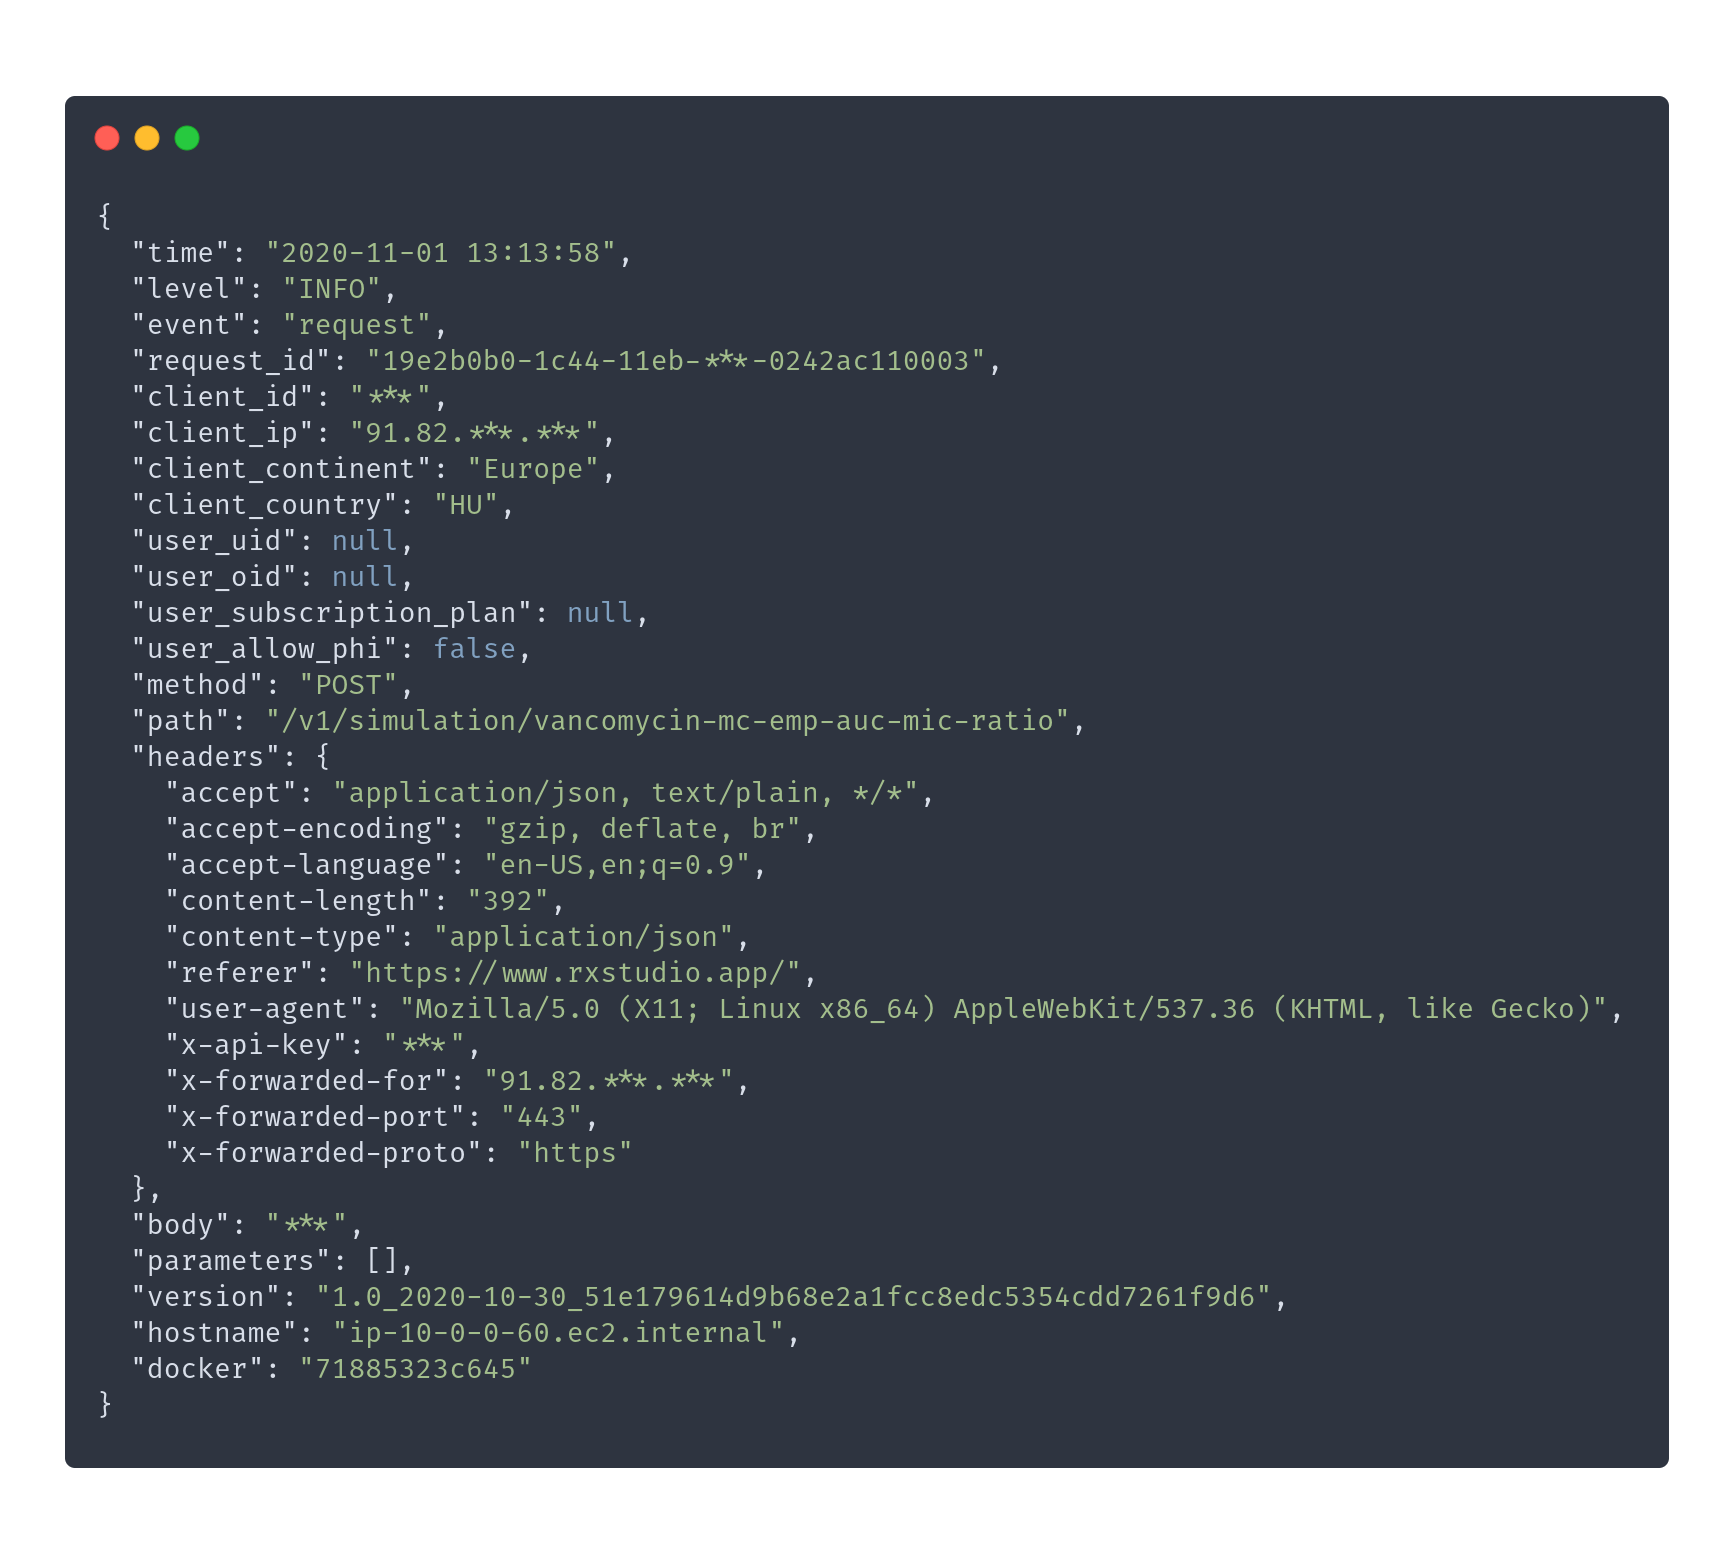 {
  "time": "2020-11-01 13:13:58",
  "level": "INFO",
  "event": "request",
  "request_id": "19e2b0b0-1c44-11eb-***-0242ac110003",
  "client_id": "***",
  "client_ip": "91.82.***.***",
  "client_continent": "Europe",
  "client_country": "HU",
  "user_uid": null,
  "user_oid": null,
  "user_subscription_plan": null,
  "user_allow_phi": false,
  "method": "POST",
  "path": "/v1/simulation/vancomycin-mc-emp-auc-mic-ratio",
  "headers": {
    "accept": "application/json, text/plain, */*",
    "accept-encoding": "gzip, deflate, br",
    "accept-language": "en-US,en;q=0.9",
    "content-length": "392",
    "content-type": "application/json",
    "referer": "https://www.rxstudio.app/",
    "user-agent": "Mozilla/5.0 (X11; Linux x86_64) AppleWebKit/537.36 (KHTML, like Gecko)",
    "x-api-key": "***",
    "x-forwarded-for": "91.82.***.***",
    "x-forwarded-port": "443",
    "x-forwarded-proto": "https"
  },
  "body": "***",
  "parameters": [],
  "version": "1.0_2020-10-30_51e179614d9b68e2a1fcc8edc5354cdd7261f9d6",
  "hostname": "ip-10-0-0-60.ec2.internal",
  "docker": "71885323c645"
}